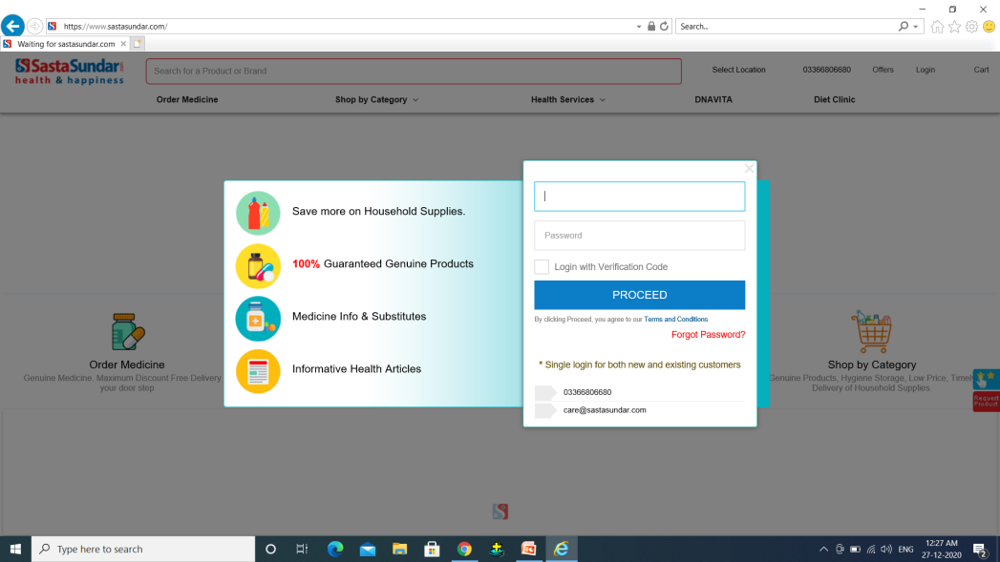 https://www.sastasundar.com/
Search...
Waiting for sastasundar.com
SastaSundar
health & happiness
Search for a Product or Brand
Select Location
03366806680
Offers
Login
Cart
Order Medicine
Shop by Category
Health Services
DNAVITA
Diet Clinic
Save more on Household Supplies.
100% Guaranteed Genuine Products
Medicine Info & Substitutes
Informative Health Articles
Password
Login with Verification Code
PROCEED
By clicking Proceed, you agree to our Terms and Conditions
Forgot Password?
* Single login for both new and existing customers
03366806680
care@sastasundar.com
Order Medicine
Genuine Medicine. Maximum Discount Free Delivery
your door step
Shop by Category
Genuine Products, Hygiene Storage, Low Price, Timel
Delivery of Household Supplies.
Request
Product
Type here to search
ENG
12:27 AM
27-12-2020
2